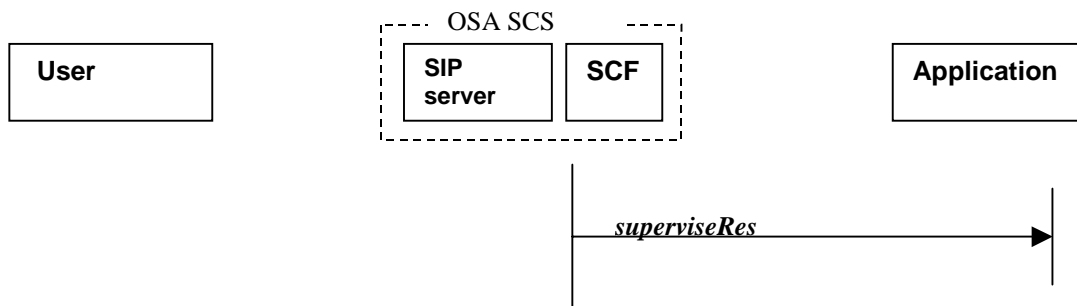 OSA SCS
User
SIP
server
SCF
Application
superviseRes